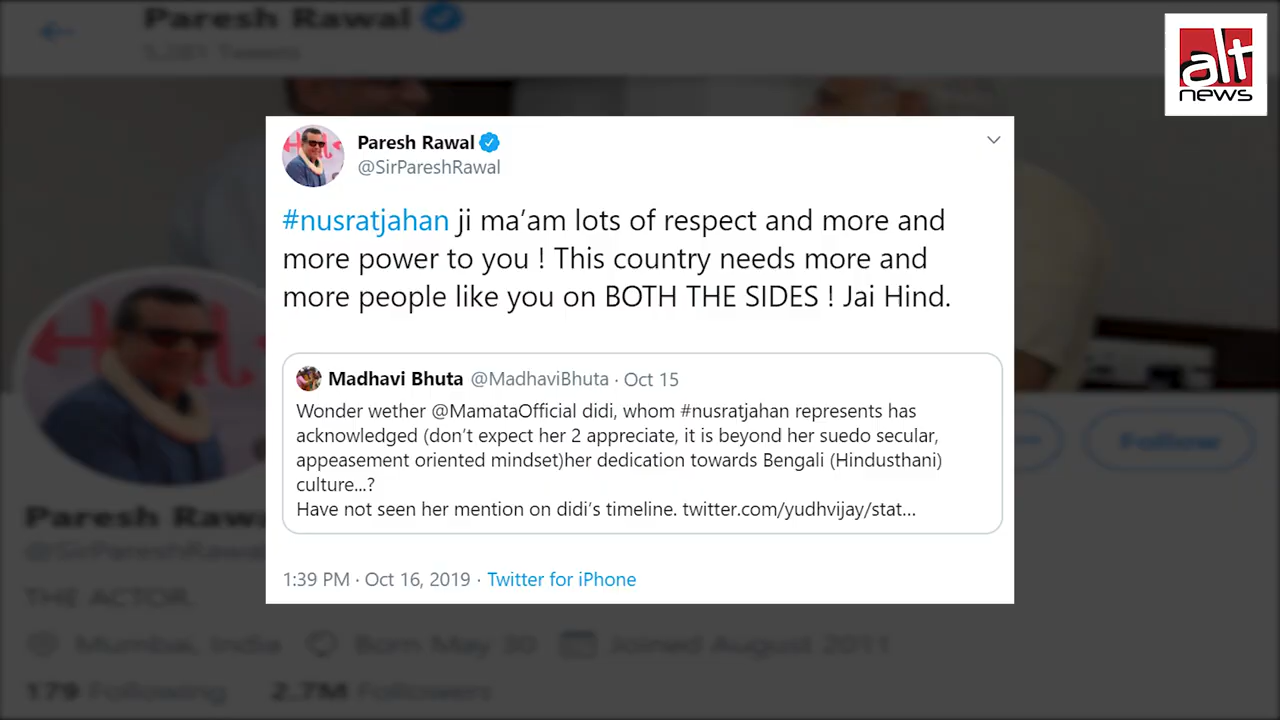 Paresh Rawal
5,281 Tweets
alt
news
Paresh Rawal
@SirPareshRawal
#nusratjahan ji ma’am lots of respect and more and
more power to you ! This country needs more and
more people like you on BOTH THE SIDES ! Jai Hind.
Madhavi Bhuta @MadhaviBhuta · Oct 15
Wonder wether @MamataOfficial didi, whom #nusratjahan represents has
acknowledged (don’t expect her 2 appreciate, it is beyond her suedo secular,
appeasement oriented mindset)her dedication towards Bengali (Hindusthani)
culture...?
Have not seen her mention on didi’s timeline. twitter.com/yudhvijay/stat...
1:39 PM · Oct 16, 2019 · Twitter for iPhone
Follow
Paresh Rawa
@SirPareshRawal
THE ACTOR.
Mumbai, India Born May 30 Joined August 2011
179 Following 2.7M Followers